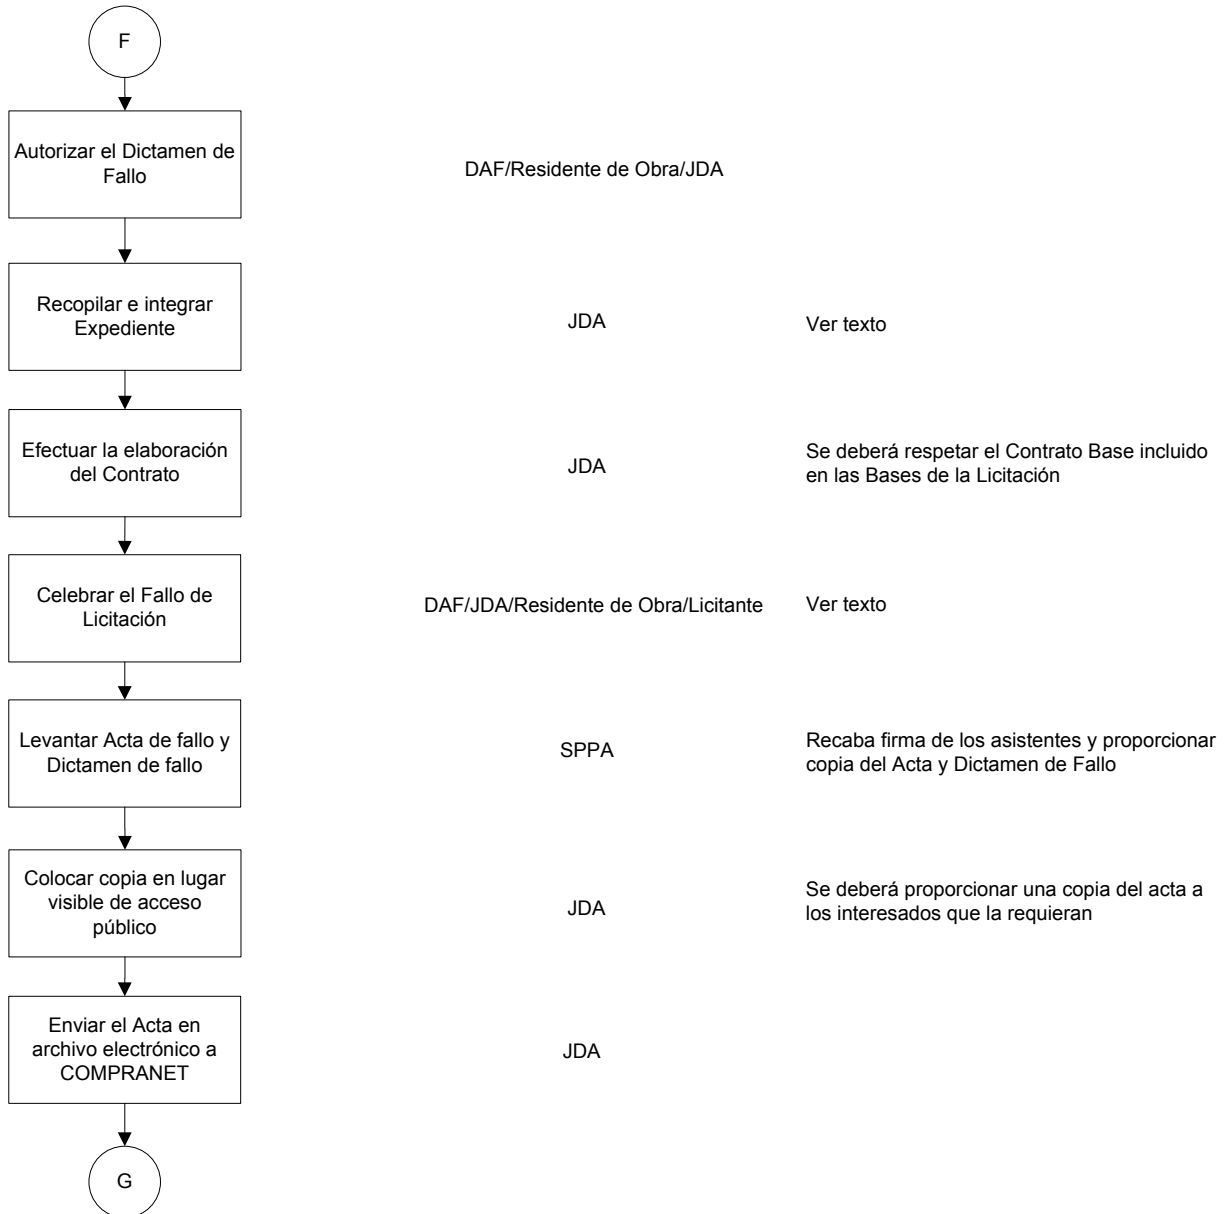 F
Autorizar el Dictamen de
Fallo
DAF/Residente de Obra/JDA
Recopilar e integrar
Expediente
JDA
Ver texto
Efectuar la elaboración
del Contrato
JDA
Se deberá respetar el Contrato Base incluido
en las Bases de la Licitación
Celebrar el Fallo de
Licitación
DAF/JDA/Residente de Obra/Licitante
Ver texto
Levantar Acta de fallo y
Dictamen de fallo
SPPA
Recaba firma de los asistentes y proporcionar
copia del Acta y Dictamen de Fallo
Colocar copia en lugar
visible de acceso
público
JDA
Se deberá proporcionar una copia del acta a
los interesados que la requieran
Enviar el Acta en
archivo electrónico a
COMPRANET
JDA
G